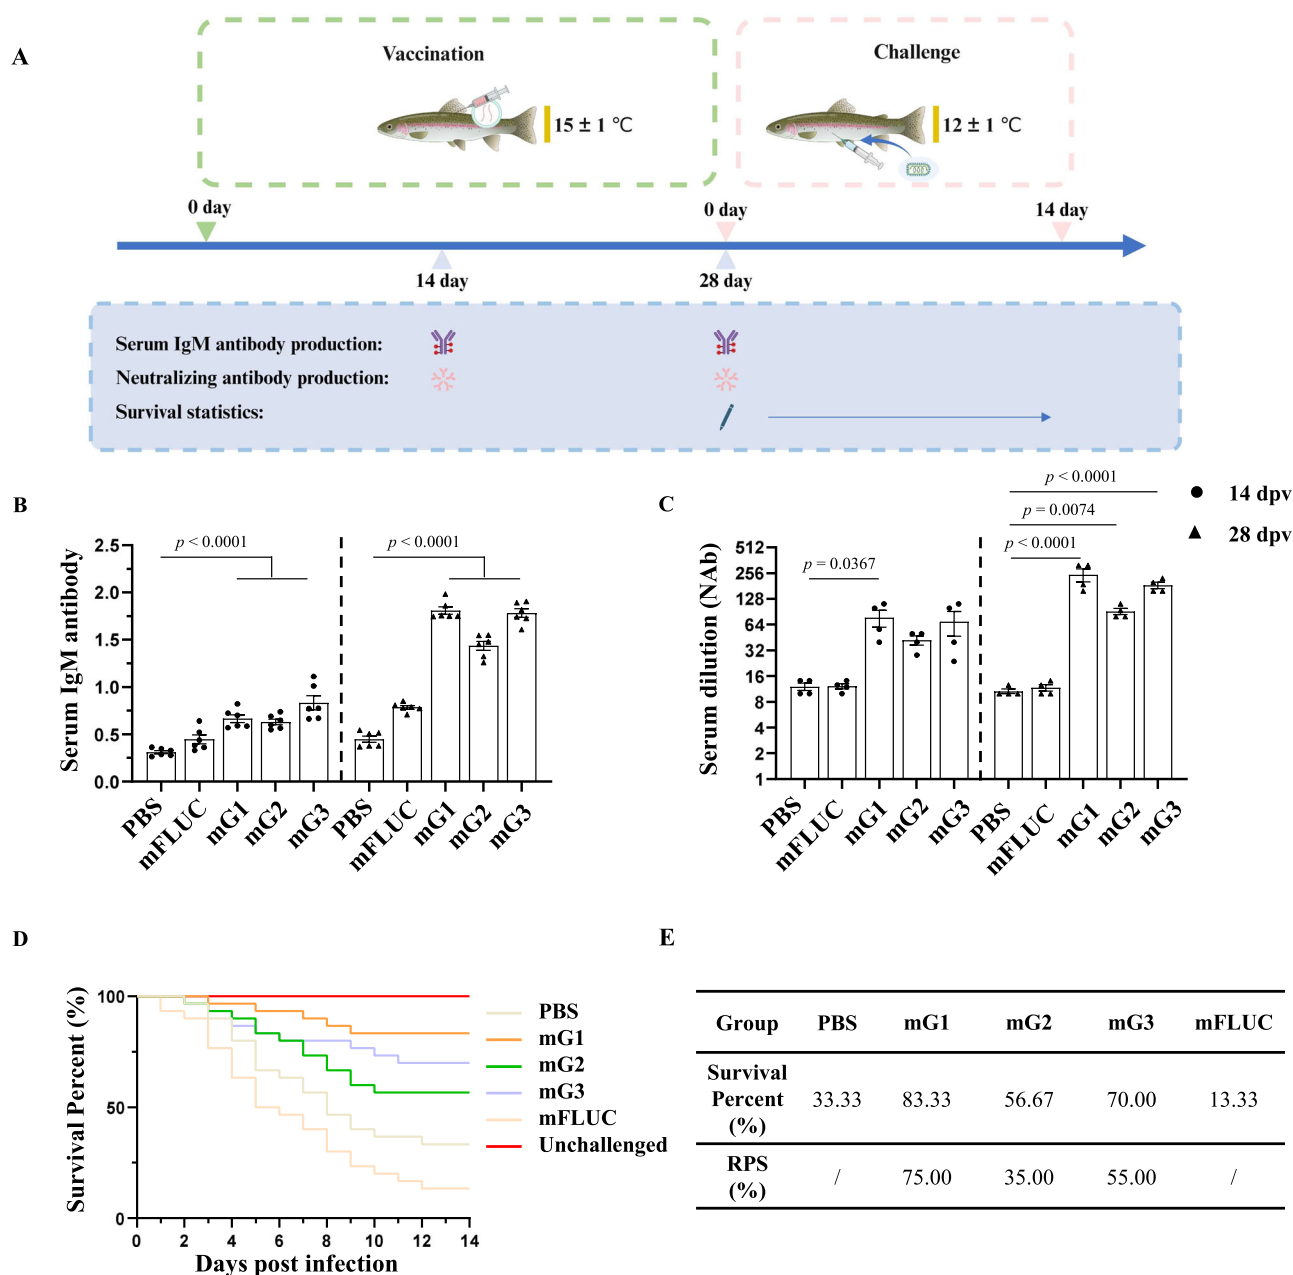 A
Vaccination
Challenge
15 ± 1 ℃
12 ± 1 ℃
0 day
0 day
14 day
14 day
28 day
Serum IgM antibody production:
Neutralizing antibody production:
Survival statistics:
B
p < 0.0001
p < 0.0001
Serum IgM antibody
2.5
2.0
1.5
1.0
0.5
0.0
PBS
mFLUC
mG1
mG2
mG3
PBS
mFLUC
mG1
mG2
mG3
C
p < 0.0001
p = 0.0074
p < 0.0001
p = 0.0367
14 dpv
28 dpv
Serum dilution (NAb)
512
256
128
64
32
16
8
4
2
1
PBS
mFLUC
mG1
mG2
mG3
PBS
mFLUC
mG1
mG2
mG3
D
Survival Percent (%)
100
50
0
0 2 4 6 8 10 12 14
Days post infection
PBS
mG1
mG2
mG3
mFLUC
Unchallenged
E
Group PBS mG1 mG2 mG3 mFLUC
Survival
Percent
(%)
33.33 83.33 56.67 70.00 13.33
RPS
(%)
/ 75.00 35.00 55.00 /